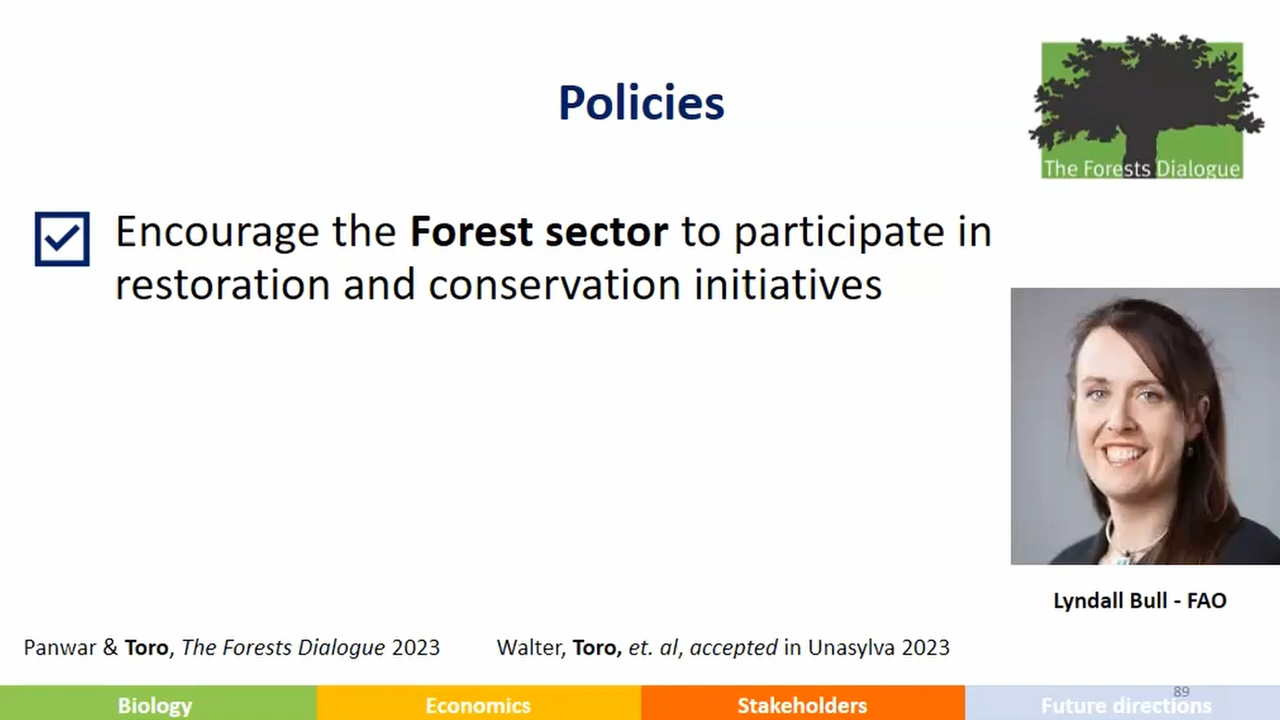 Policies
The Forests Dialogue
Encourage the Forest sector to participate in
restoration and conservation initiatives
Lyndall Bull - FAO
Panwar & Toro, The Forests Dialogue 2023
Walter, Toro, et. al, accepted in Unasylva 2023
89
Biology
Economics
Stakeholders
Future directions